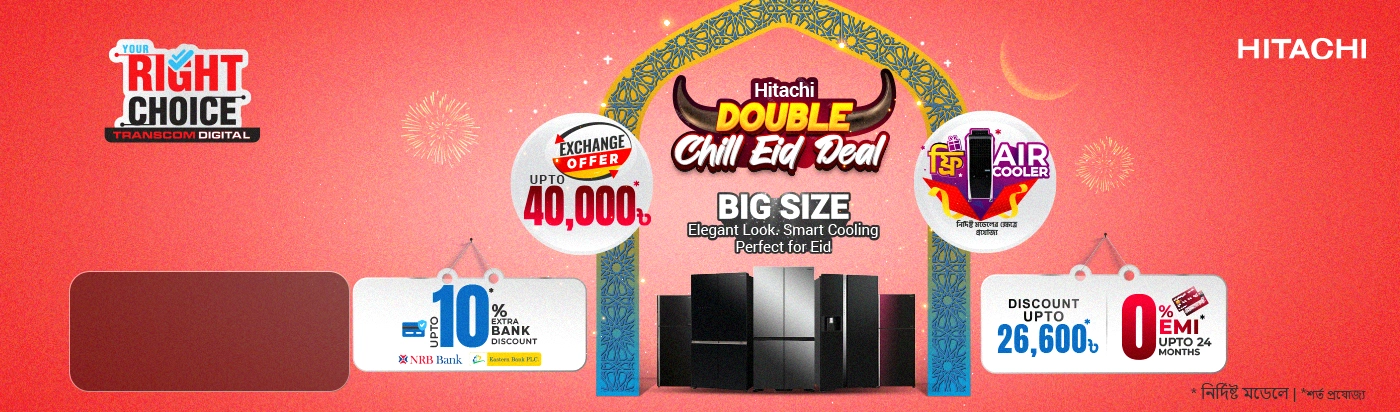 YOUR
RIGHT
CHOICE
TRANSCOM DIGITAL
HITACHI
Hitachi
DOUBLE
Chill Eid Deal
EXCHANGE
OFFER
UPTO
40,000৳*
BIG SIZE
Elegant Look. Smart Cooling
Perfect for Eid
ফ্রি AIR
COOLER*
নির্দিষ্ট মডেলের ক্ষেত্রে
প্রযোজ্য
UPTO 10%*
EXTRA
BANK
DISCOUNT
NRB Bank
Eastern Bank PLC.
DISCOUNT
UPTO
26,600৳*
0%
EMI*
UPTO 24
MONTHS
* নির্দিষ্ট মডেলে | *শর্ত প্রযোজ্য